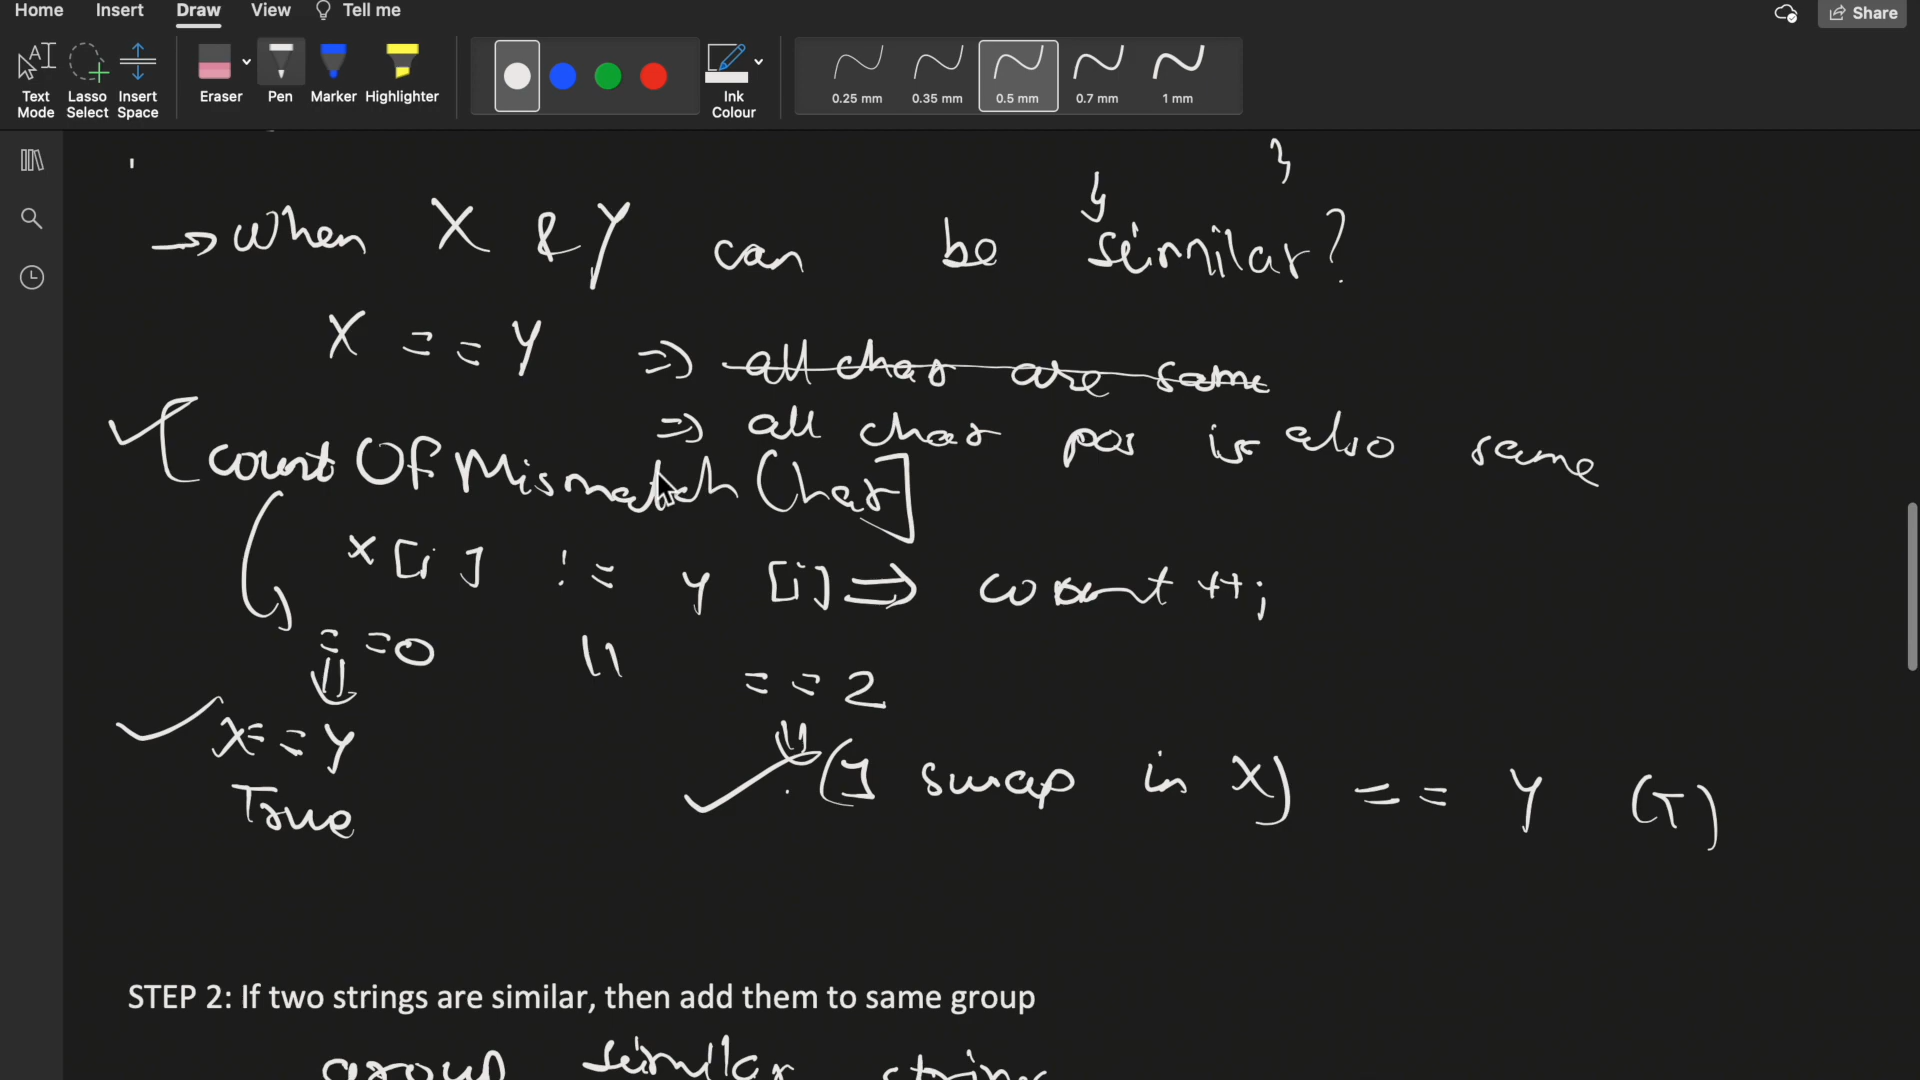 Home Insert Draw View Tell me Share
Text Mode Lasso Select Insert Space Eraser Pen Marker Highlighter Ink Colour 0.25 mm 0.35 mm 0.5 mm 0.7 mm 1 mm
→ When X & Y can be similar?
X == Y ⇒ all char are same
⇒ all char pos is also same
[count Of Mismatch Char]
x[i] != y[i] ⇒ count ++;
==0 || ==2
x == y
(1 swap in X) == Y (T)
True
STEP 2: If two strings are similar, then add them to same group
group similar strings